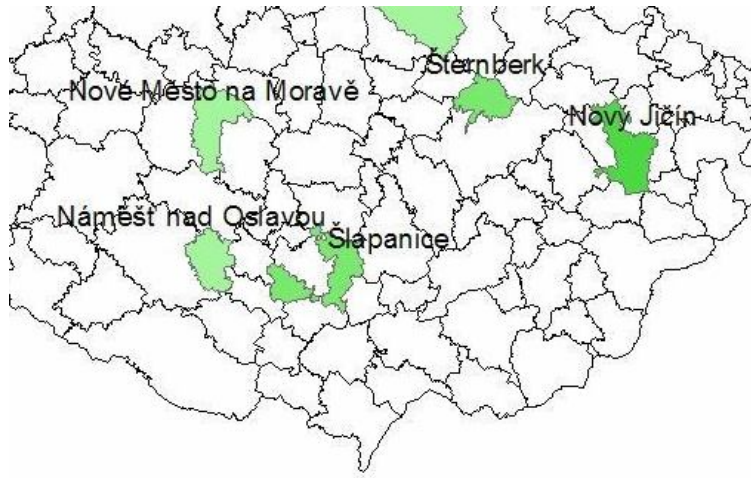 Šternberk
Nové Město na Moravě
Nový Jičín
Náměšť nad Oslavou
Šlapanice